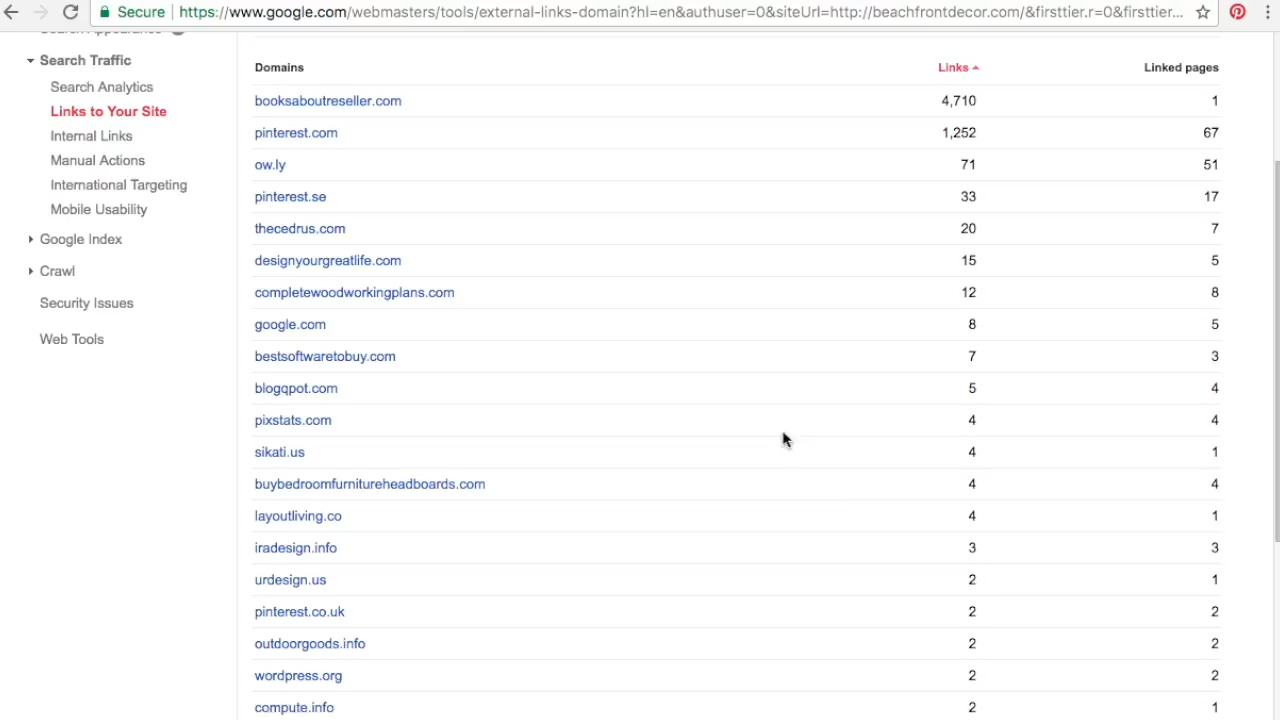 Secure | https://www.google.com/webmasters/tools/external-links-domain?hl=en&authuser=0&siteUrl=http://beachfrontdecor.com/&firsttier.r=0&firsttier...
Search Appearance
Search Traffic
Search Analytics
Links to Your Site
Internal Links
Manual Actions
International Targeting
Mobile Usability
Google Index
Crawl
Security Issues
Web Tools
Domains Links Linked pages
booksaboutreseller.com 4,710 1
pinterest.com 1,252 67
ow.ly 71 51
pinterest.se 33 17
thecedrus.com 20 7
designyourgreatlife.com 15 5
completewoodworkingplans.com 12 8
google.com 8 5
bestsoftwaretobuy.com 7 3
blogqpot.com 5 4
pixstats.com 4 4
sikati.us 4 1
buybedroomfurnitureheadboards.com 4 4
layoutliving.co 4 1
iradesign.info 3 3
urdesign.us 2 1
pinterest.co.uk 2 2
outdoorgoods.info 2 2
wordpress.org 2 2
compute.info 2 1